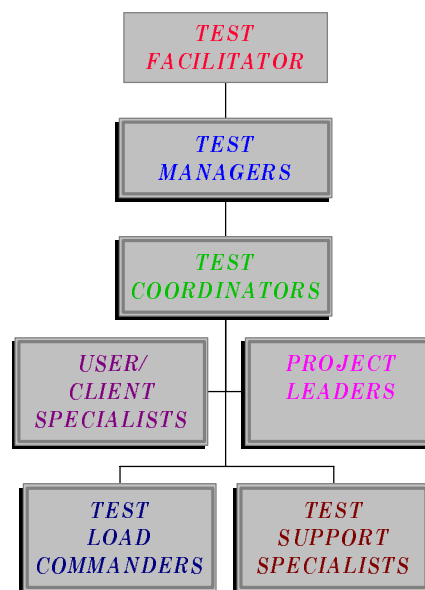 TEST
FACILITATOR
TEST
MANAGERS
TEST
COORDINATORS
USER/
CLIENT
SPECIALISTS
PROJECT
LEADERS
TEST
LOAD
COMMANDERS
TEST
SUPPORT
SPECIALISTS